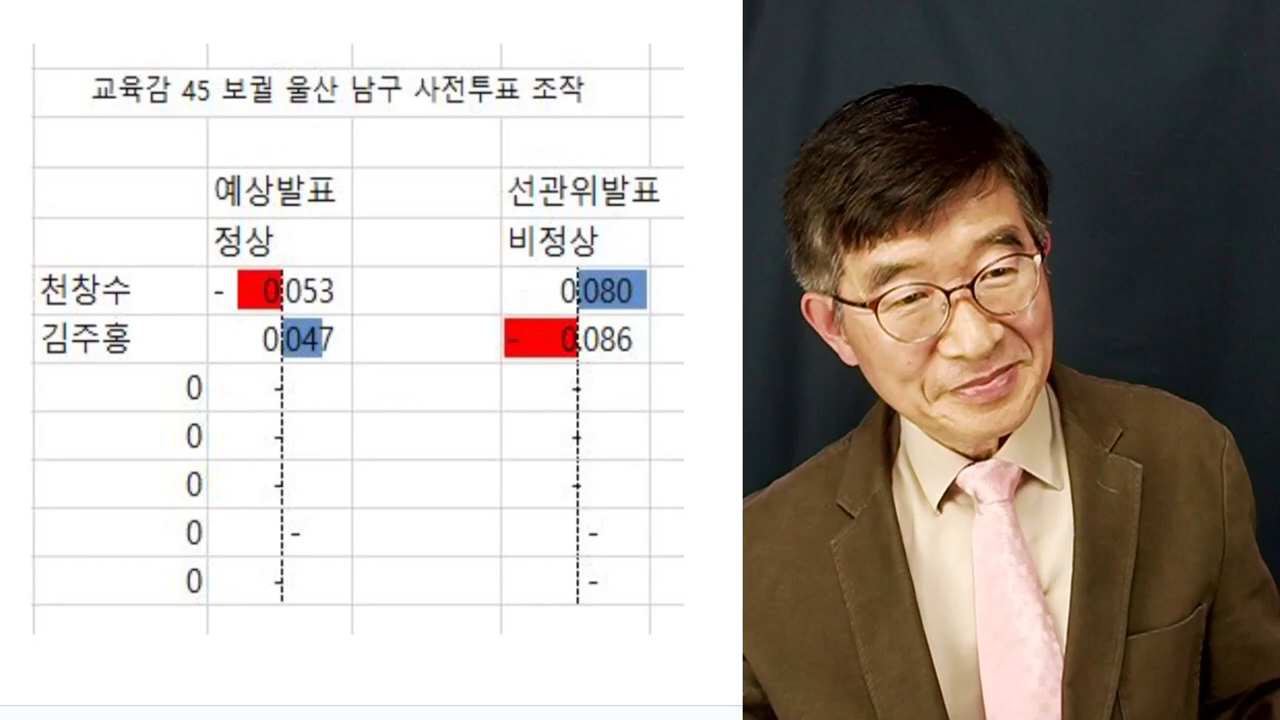 교육감 45 보궐 울산 남구 사전투표 조작
예상발표 선관위발표
정상 비정상
천창수 - 0.053 0.080
김주홍 0.047 - 0.086
0 - -
0 - -
0 - -
0 - -
0 - -